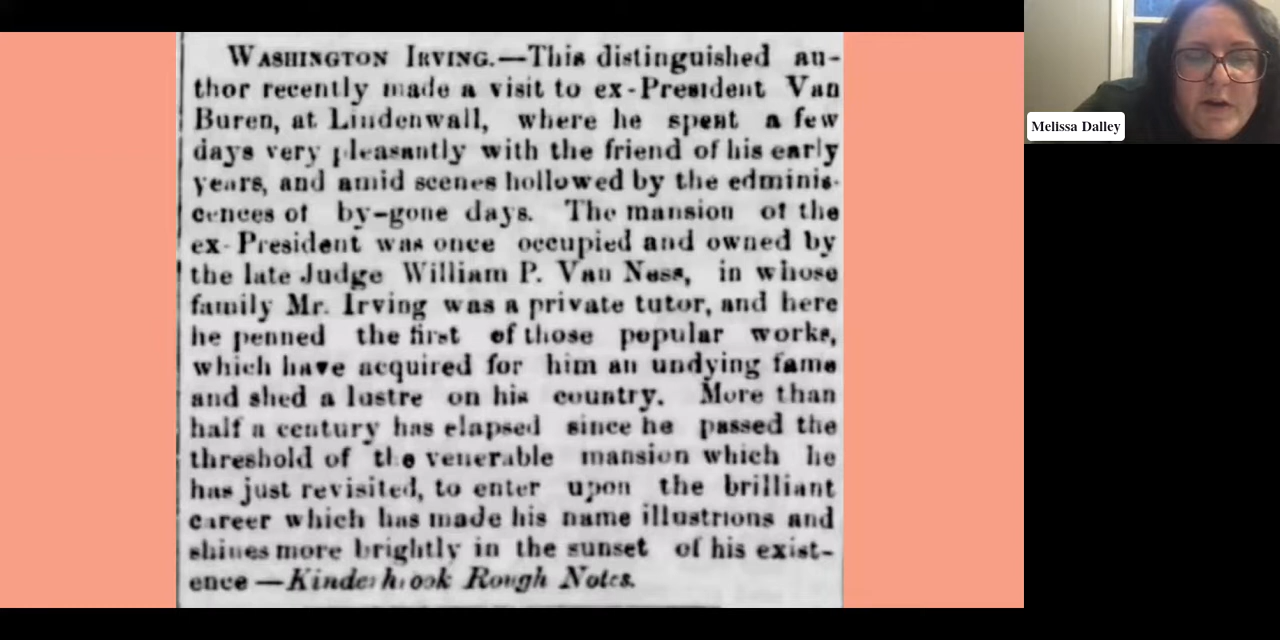 WASHINGTON IRVING.—This distinguished au-
thor recently made a visit to ex-President Van
Buren, at Lindenwall, where he spent a few
days very pleasantly with the friend of his early
years, and amid scenes hollowed by the edminis-
cences of by-gone days. The mansion of the
ex-President was once occupied and owned by
the late Judge William P. Van Ness, in whose
family Mr. Irving was a private tutor, and here
he penned the first of those popular works,
which have acquired for him an undying fame
and shed a lustre on his country. More than
half a century has elapsed since he passed the
threshold of the venerable mansion which he
has just revisited, to enter upon the brilliant
career which has made his name illustrions and
shines more brightly in the sunset of his exist-
ence—Kinderhook Rough Notes.
Melissa Dalley